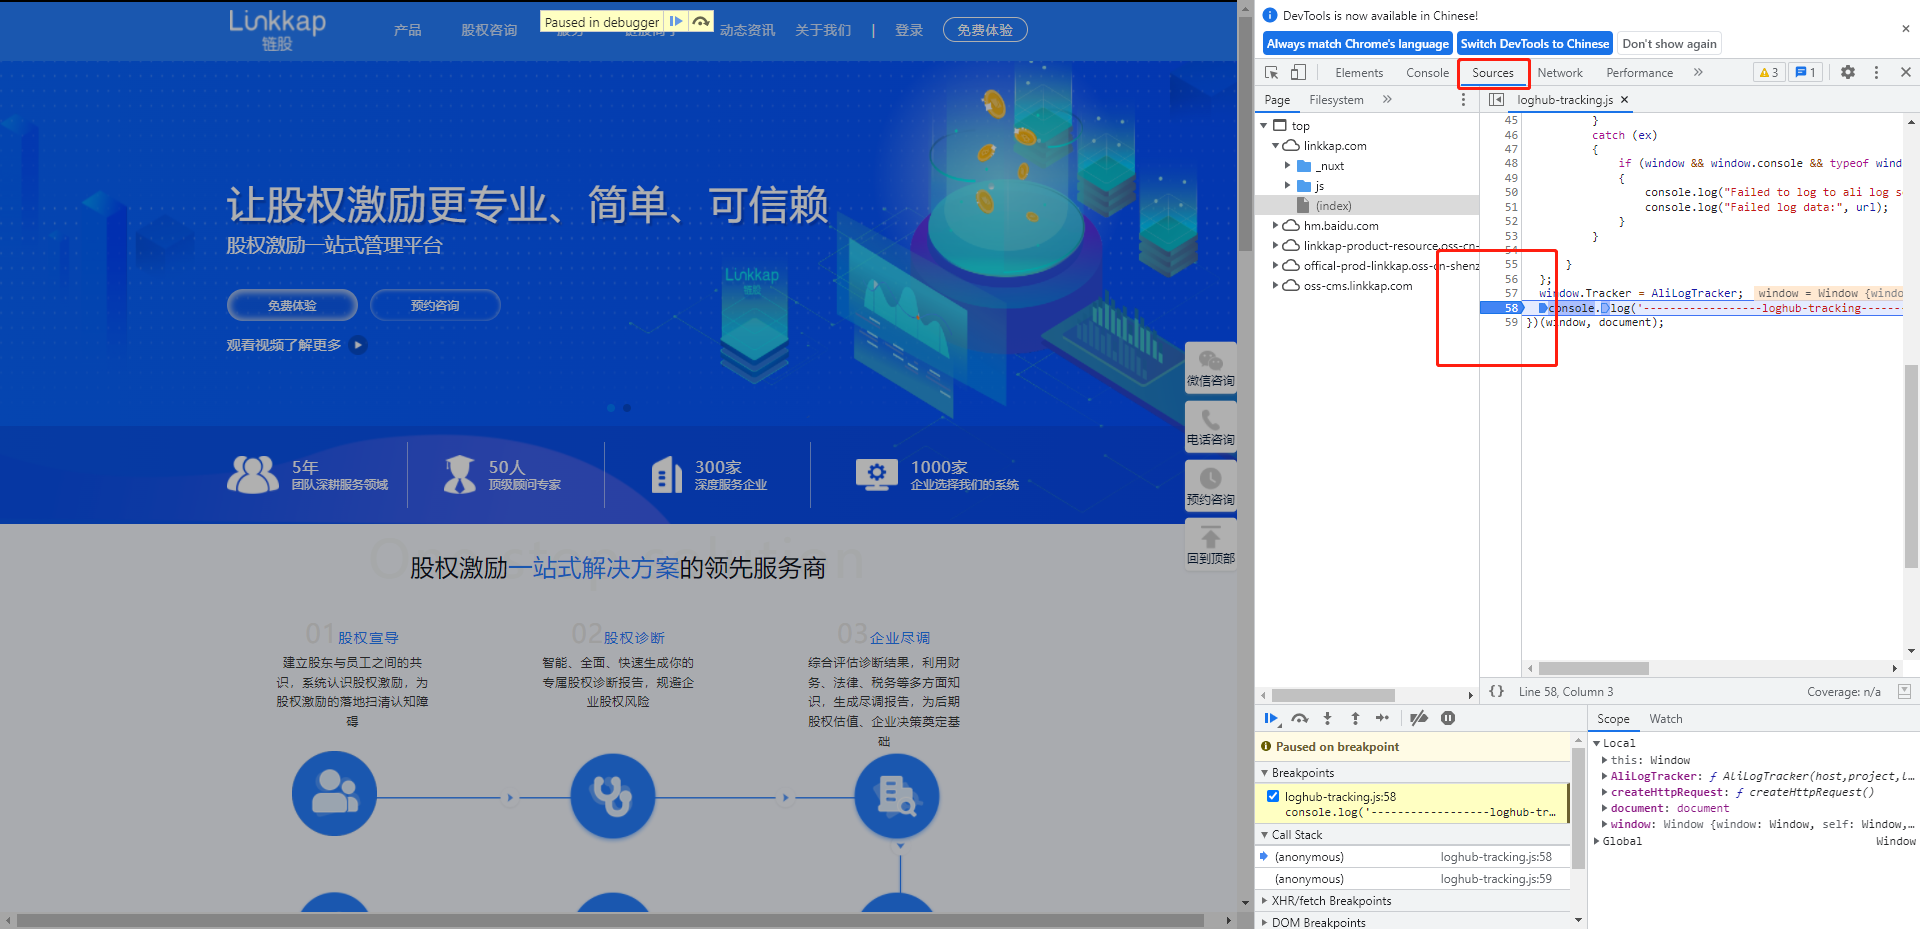 Linkkap
链股
产品
股权咨询
动态资讯
关于我们
|
登录
免费体验
Paused in debugger
让股权激励更专业、简单、可信赖
股权激励一站式管理平台
免费体验
预约咨询
观看视频了解更多
Linkkap
链股
微信咨询
电话咨询
预约咨询
回到顶部
5年
团队深耕服务领域
50人
顶级顾问专家
300家
深度服务企业
1000家
企业选择我们的系统
股权激励一站式解决方案的领先服务商
01股权宣导
建立股东与员工之间的共
识，系统认识股权激励，为
股权激励的落地扫清认知障
碍
02股权诊断
智能、全面、快速生成你的
专属股权诊断报告，规避企
业股权风险
03企业尽调
综合评估诊断结果，利用财
务、法律、税务等多方面知
识，生成尽调报告，为后期
股权估值、企业决策奠定基
础
DevTools is now available in Chinese!
Always match Chrome's language
Switch DevTools to Chinese
Don't show again
Elements
Console
Sources
Network
Performance
3
1
Page
Filesystem
loghub-tracking.js
top
linkkap.com
_nuxt
js
(index)
hm.baidu.com
linkkap-product-resource.oss-cn-
offical-prod-linkkap.oss-cn-shenz
oss-cms.linkkap.com
45 }
46 catch (ex)
47 {
48 if (window && window.console && typeof wind
49 {
50 console.log("Failed to log to ali log s
51 console.log("Failed log data:", url);
52 }
53 }
54
55 }
56 };
57 window.Tracker = AliLogTracker; window = Window {windo
58 console.log('------------------loghub-tracking-------
59 })(window, document);
{ } Line 58, Column 3
Coverage: n/a
Paused on breakpoint
Breakpoints
loghub-tracking.js:58
console.log('------------------loghub-tr…
Call Stack
(anonymous) loghub-tracking.js:58
(anonymous) loghub-tracking.js:59
XHR/fetch Breakpoints
DOM Breakpoints
Scope
Watch
Local
this: Window
AliLogTracker: ƒ AliLogTracker(host,project,l…
createHttpRequest: ƒ createHttpRequest()
document: document
window: Window {window: Window, self: Window,…
Global Window